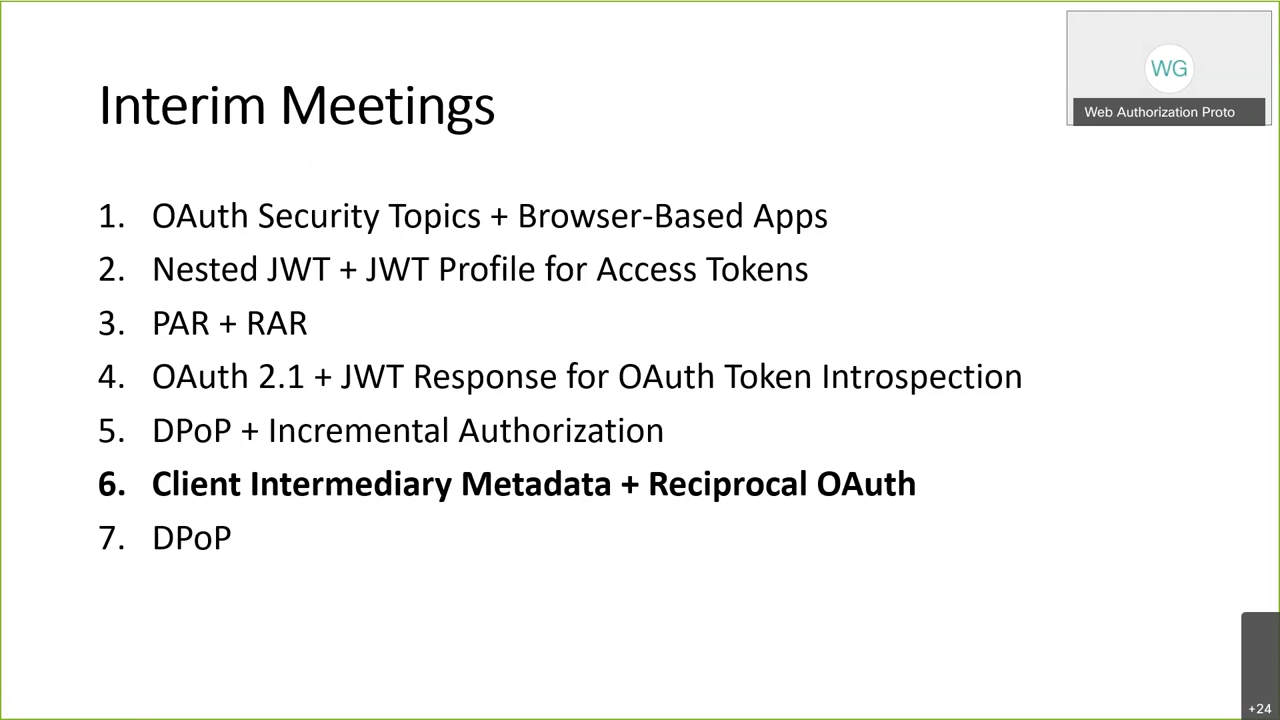 WG
Web Authorization Proto
Interim Meetings
1. OAuth Security Topics + Browser-Based Apps
2. Nested JWT + JWT Profile for Access Tokens
3. PAR + RAR
4. OAuth 2.1 + JWT Response for OAuth Token Introspection
5. DPoP + Incremental Authorization
6. Client Intermediary Metadata + Reciprocal OAuth
7. DPoP
+24